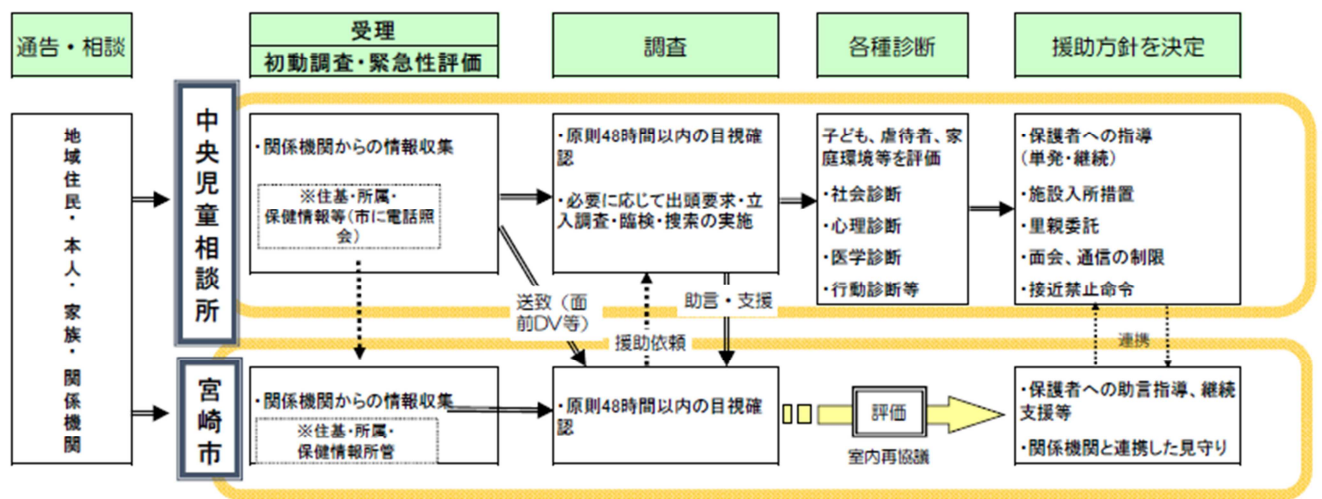 通告・相談
受理
初動調査・緊急性評価
調査
各種診断
援助方針を決定
地域住民・本人・家族・関係機関
中央児童相談所
・関係機関からの情報収集
※住基・所属・
保健情報等(市に電話照
会)
・原則48時間以内の目視確
認
・必要に応じて出頭要求・立
入調査・臨検・捜索の実施
子ども、虐待者、家
庭環境等を評価
・社会診断
・心理診断
・医学診断
・行動診断等
・保護者への指導
(単発・継続)
・施設入所措置
・里親委託
・面会、通信の制限
・接近禁止命令
送致（面
前DV等）
援助依頼
助言・支援
連携
宮崎市
・関係機関からの情報収集
※住基・所属・
保健情報所管
・原則48時間以内の目視確
認
評価
室内再協議
・保護者への助言指導、継続
支援等
・関係機関と連携した見守り